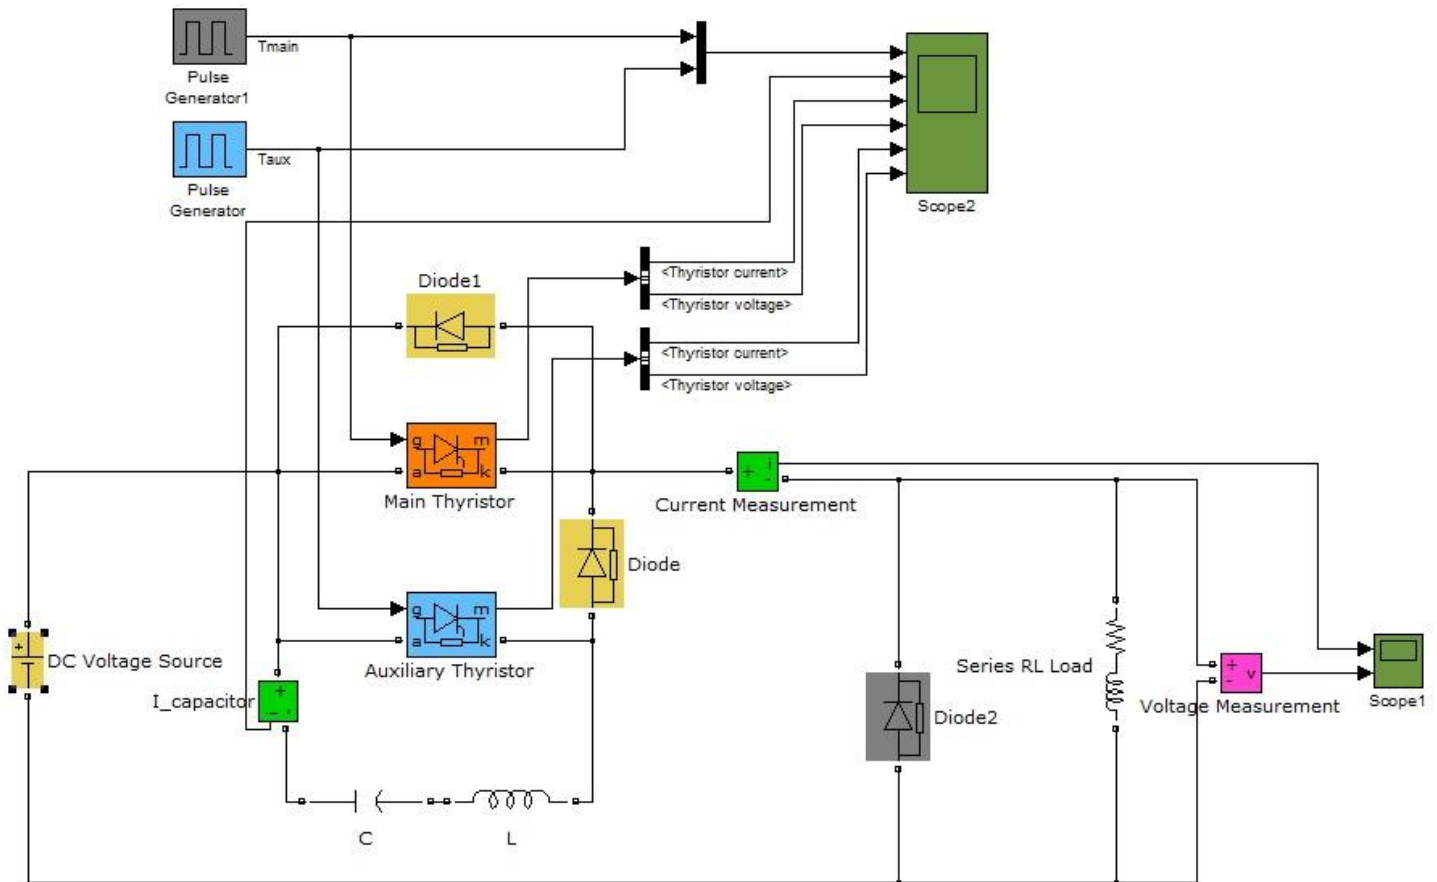 Tmain
Pulse
Generator1
Taux
Pulse
Generator
Scope2
<Thyristor current>
<Thyristor voltage>
Diode1
<Thyristor current>
<Thyristor voltage>
g m
a k
Main Thyristor
+ i
-
Current Measurement
Diode
g m
a k
Auxiliary Thyristor
+
DC Voltage Source
+
- i
I_capacitor
Series RL Load
+
- v
Voltage Measurement
Scope1
Diode2
C
L